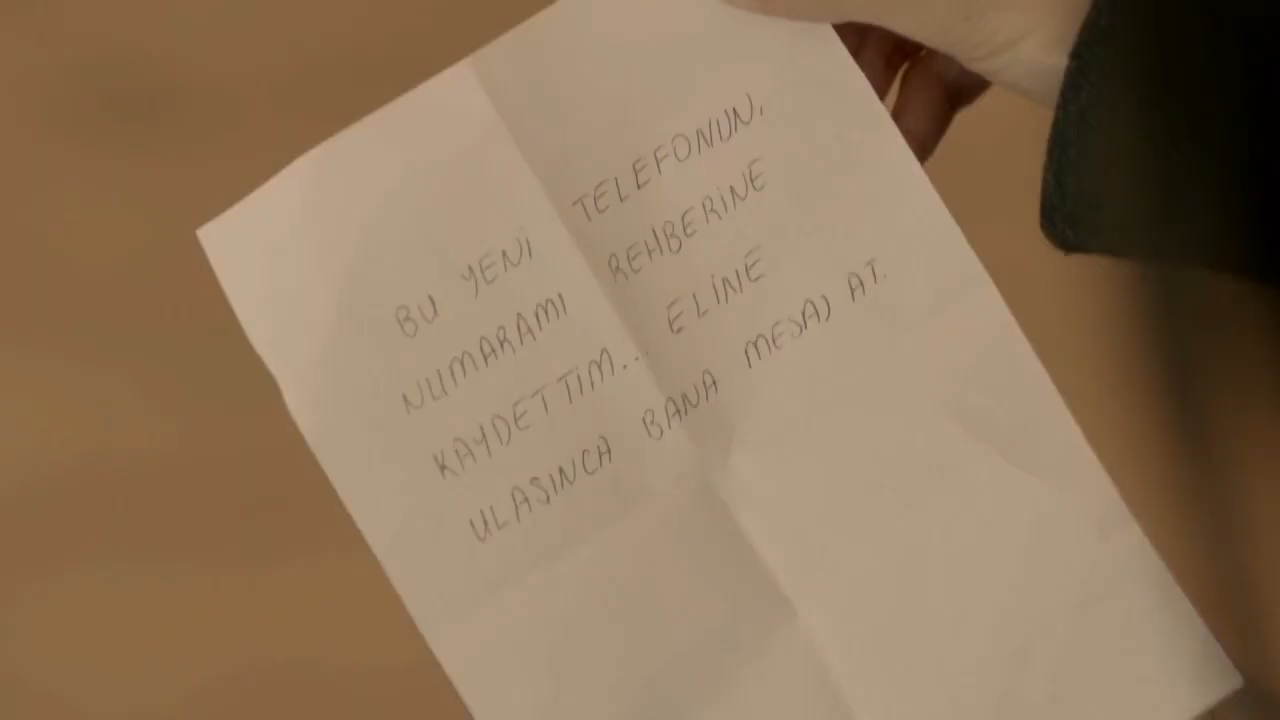 BU YENİ TELEFONUN,
NUMARAMI REHBERİNE
KAYDETTİM... ELİNE
ULAŞINCA BANA MESAJ AT.